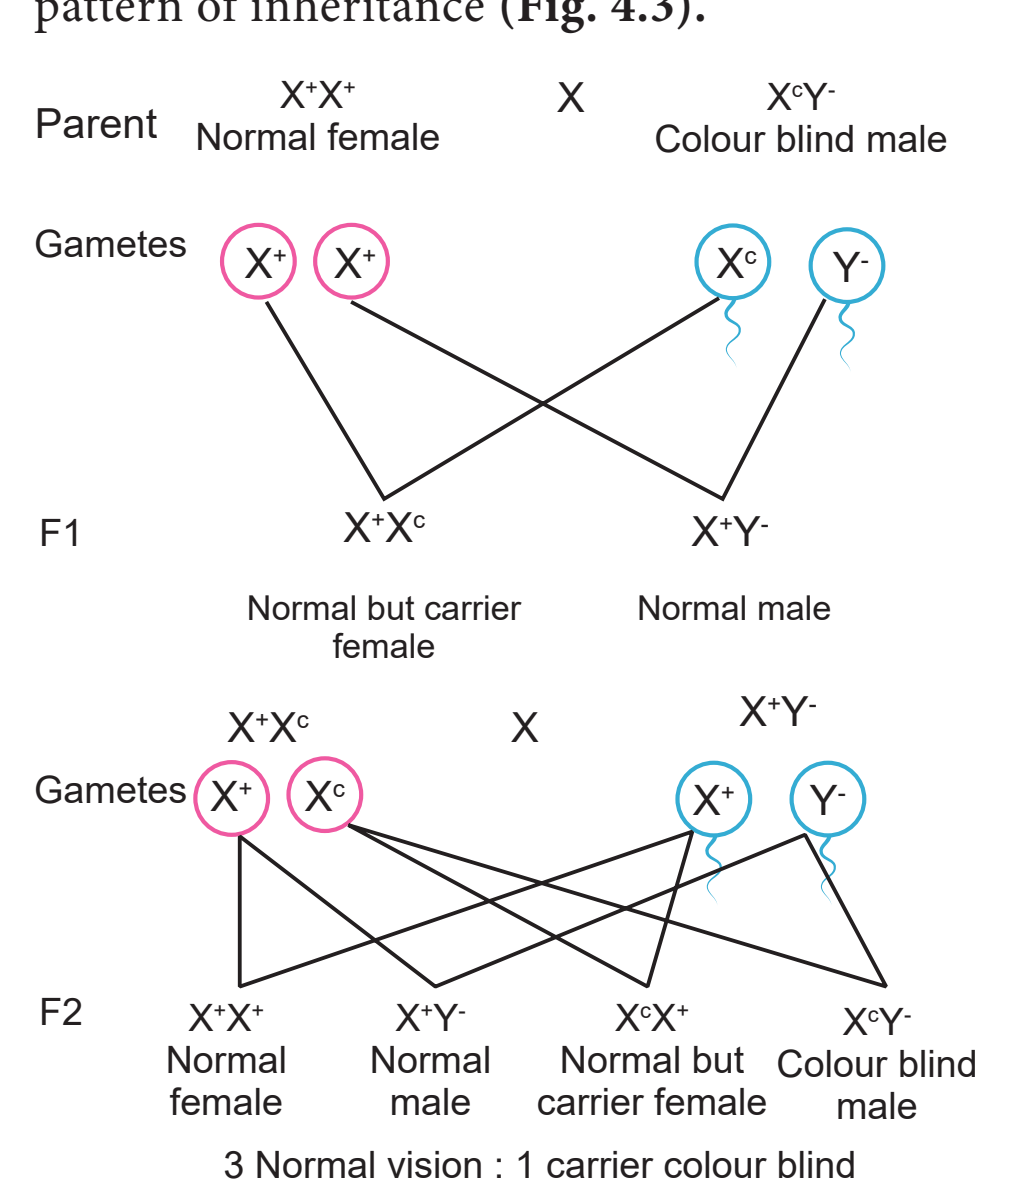 pattern of inheritance (Fig. 4.3).
X⁺X⁺ X XᶜY⁻
Parent Normal female Colour blind male
Gametes X⁺ X⁺ Xᶜ Y⁻
F1 X⁺Xᶜ X⁺Y⁻
Normal but carrier Normal male
female
X⁺Xᶜ X X⁺Y⁻
Gametes X⁺ Xᶜ X⁺ Y⁻
F2 X⁺X⁺ X⁺Y⁻ XᶜX⁺ XᶜY⁻
Normal Normal Normal but Colour blind
female male carrier female male
3 Normal vision : 1 carrier colour blind